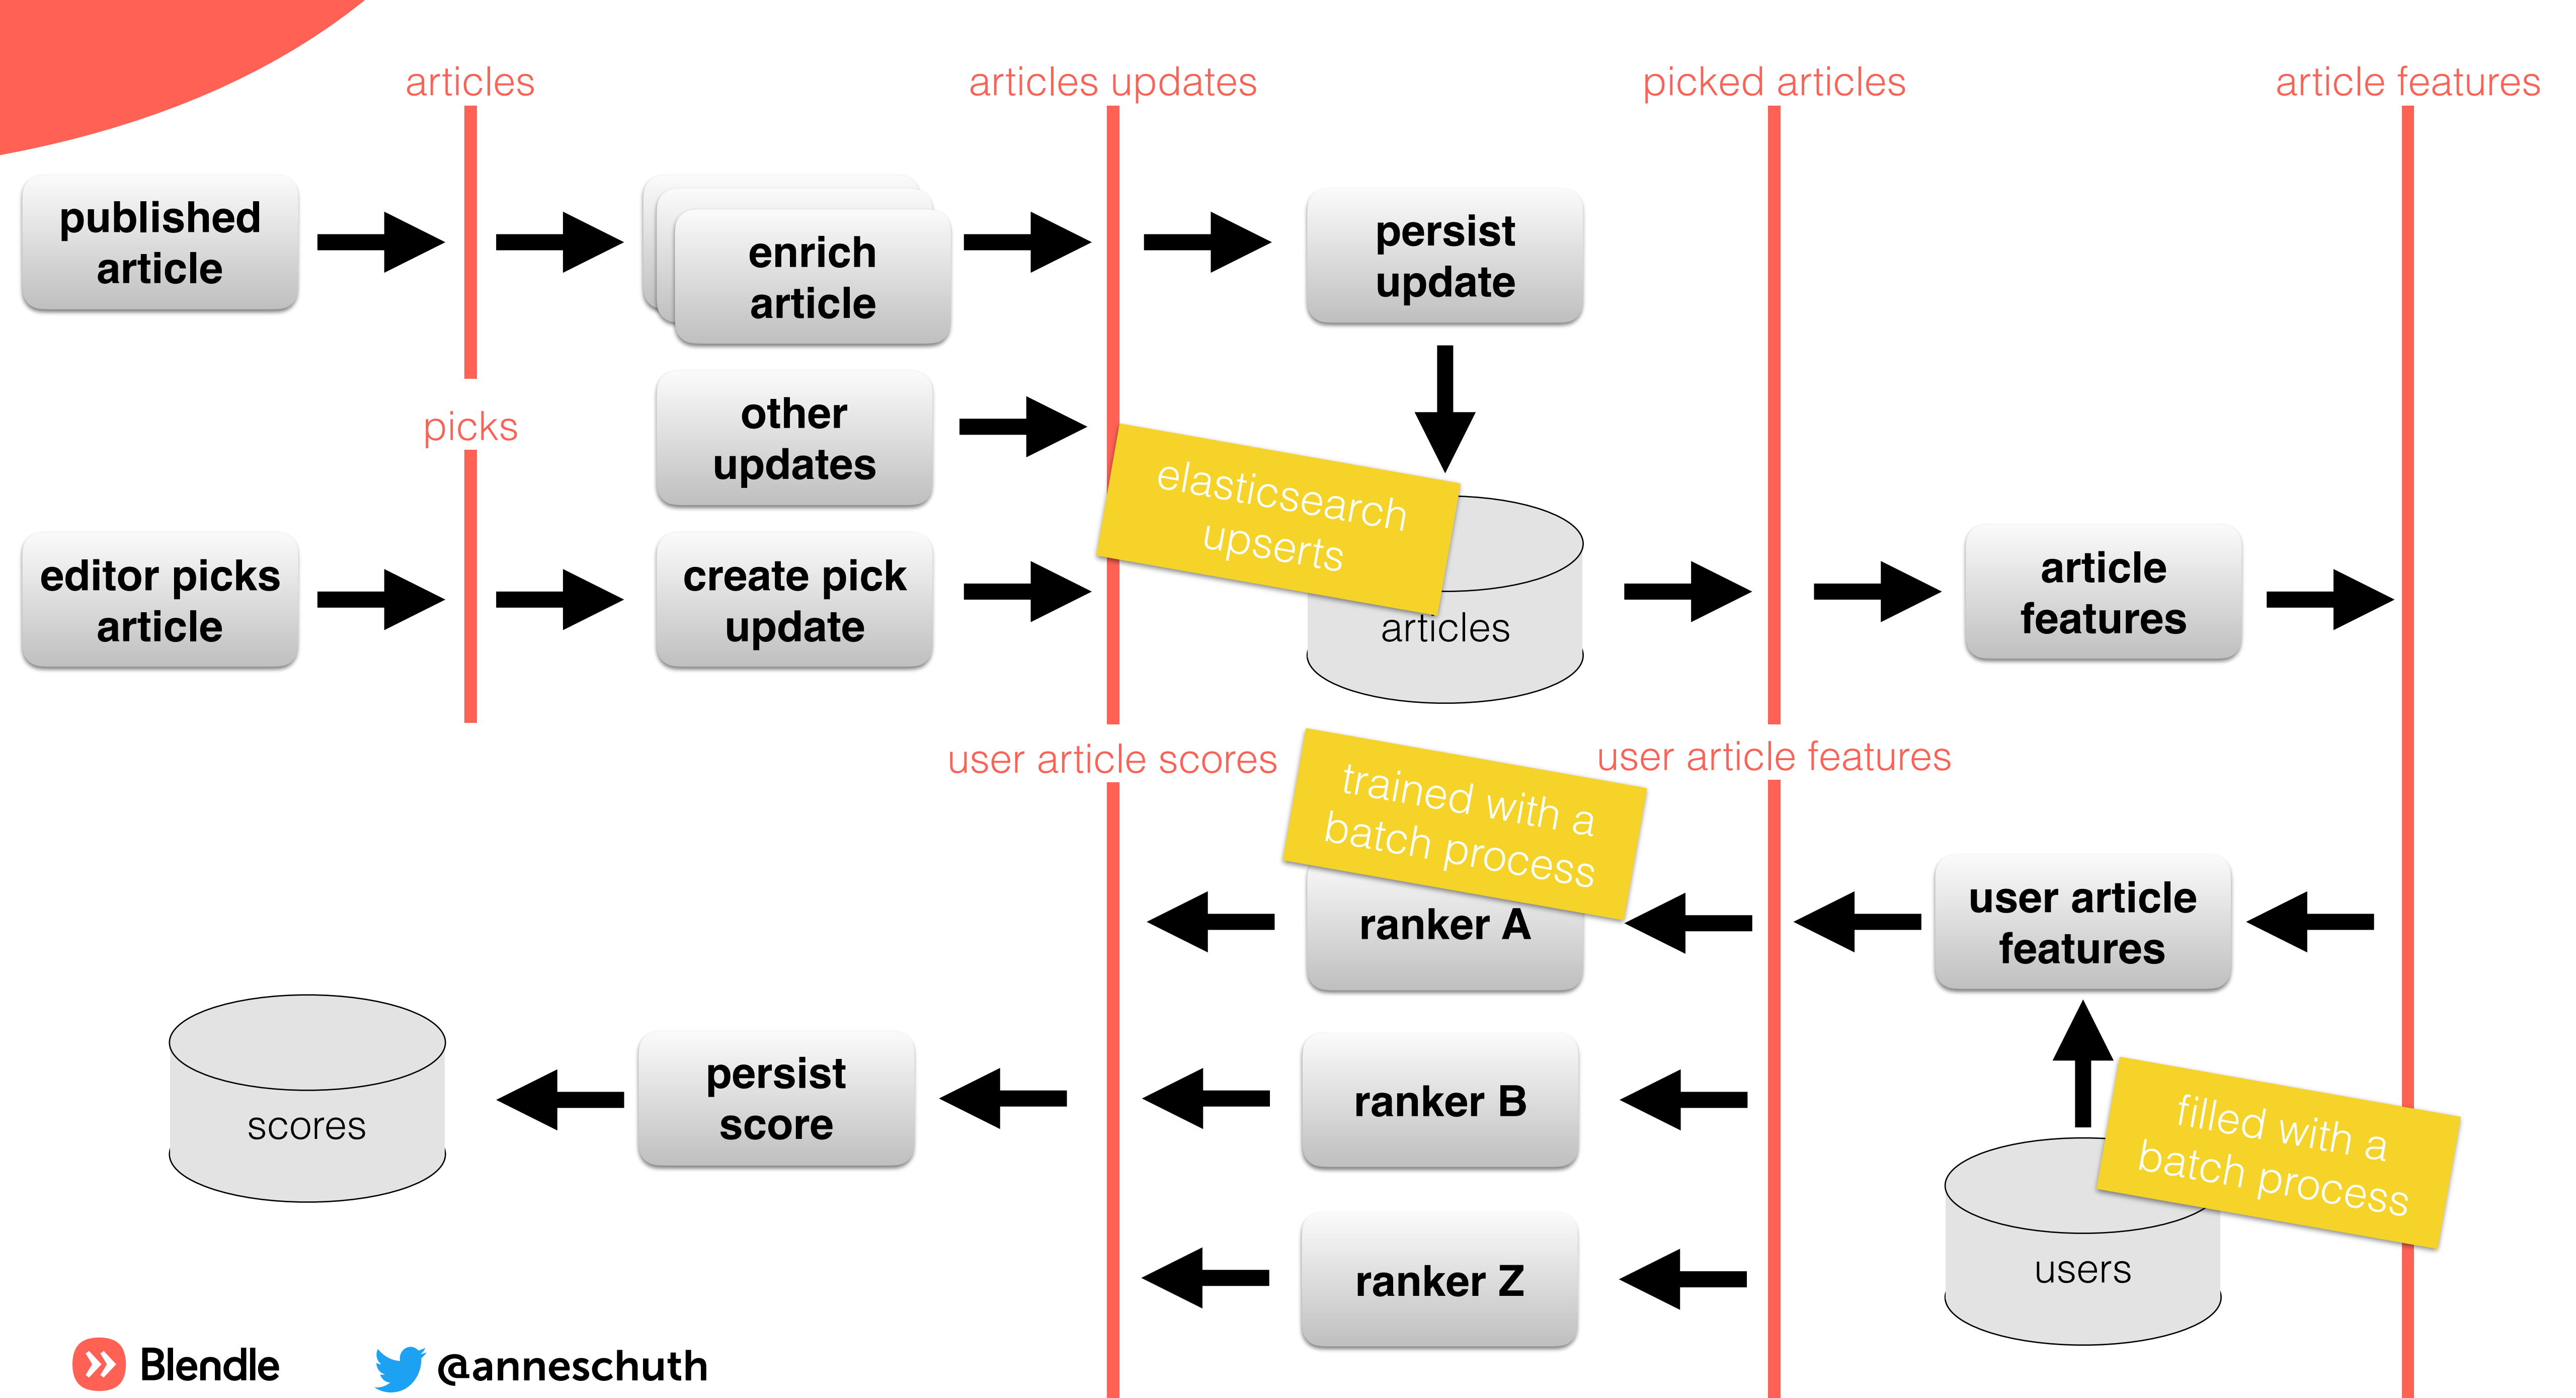 articles
articles updates
picked articles
article features
published
article
enrich
article
persist
update
picks
other
updates
elasticsearch
upserts
editor picks
article
create pick
update
articles
article
features
user article scores
trained with a
batch process
user article features
ranker A
user article
features
scores
persist
score
ranker B
filled with a
batch process
users
ranker Z
Blendle
@anneschuth